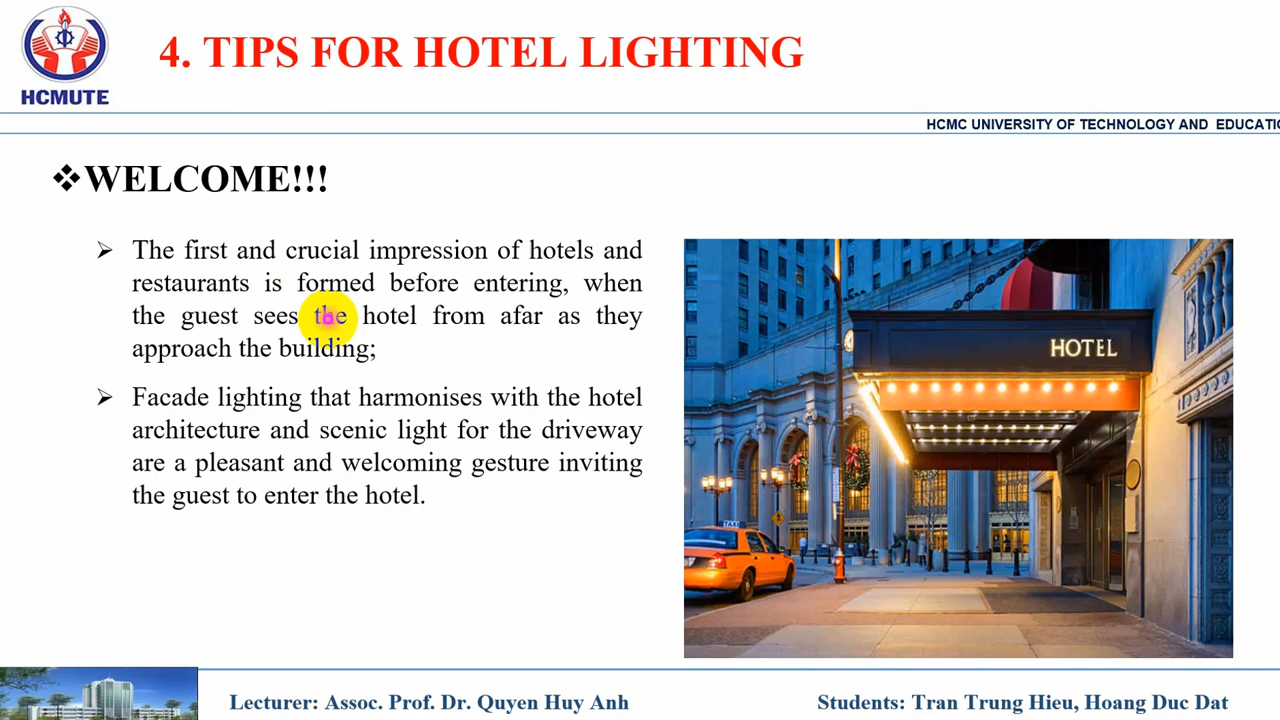 HCMUTE
4. TIPS FOR HOTEL LIGHTING
HCMC UNIVERSITY OF TECHNOLOGY AND EDUCATIO
❖WELCOME!!!
➢ The first and crucial impression of hotels and
restaurants is formed before entering, when
the guest sees the hotel from afar as they
approach the building;
➢ Facade lighting that harmonises with the hotel
architecture and scenic light for the driveway
are a pleasant and welcoming gesture inviting
the guest to enter the hotel.
HOTEL
TAXI
Lecturer: Assoc. Prof. Dr. Quyen Huy Anh
Students: Tran Trung Hieu, Hoang Duc Dat